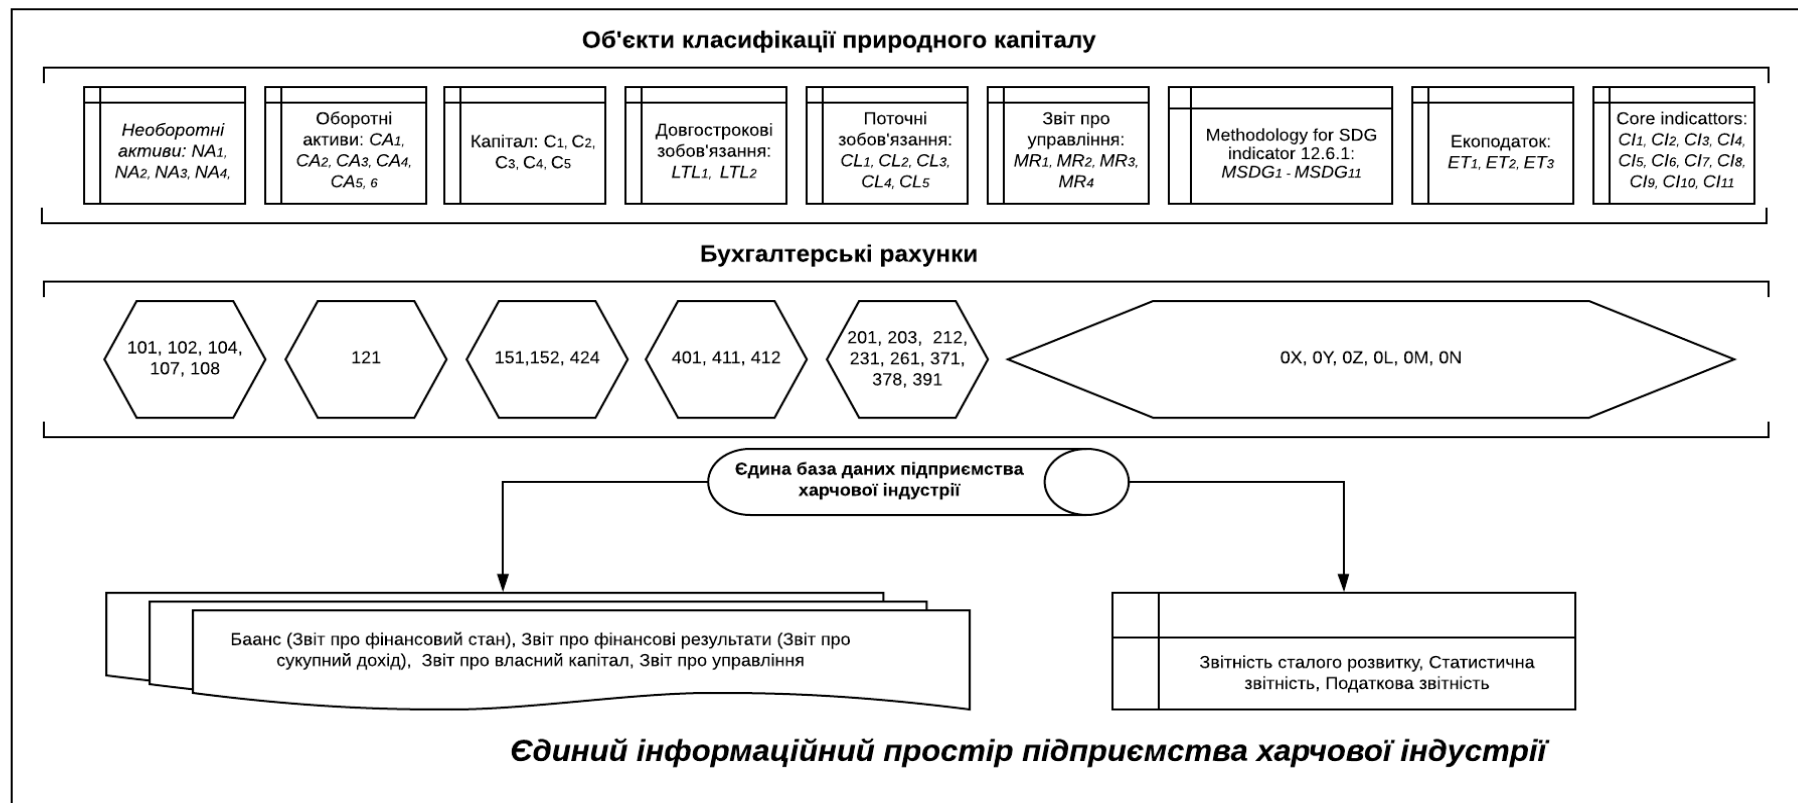 Об'єкти класифікації природного капіталу
Необоротні
активи: NA1,
NA2, NA3, NA4,
Оборотні
активи: CA1,
CA2, CA3, CA4,
CA5, 6
Капітал: C1, C2,
C3, C4, C5
Довгострокові
зобов'язання:
LTL1, LTL2
Поточні
зобов'язання:
CL1, CL2, CL3,
CL4, CL5
Звіт про
управління:
MR1, MR2, MR3,
MR4
Methodology for SDG
indicator 12.6.1:
MSDG1 - MSDG11
Екоподаток:
ET1, ET2, ET3
Core indicattors:
CI1, CI2, CI3, CI4,
CI5, CI6, CI7, CI8,
CI9, CI10, CI11
Бухгалтерські рахунки
101, 102, 104,
107, 108
121
151,152, 424
401, 411, 412
201, 203, 212,
231, 261, 371,
378, 391
0X, 0Y, 0Z, 0L, 0M, 0N
Єдина база даних підприємства
харчової індустрії
Баанс (Звіт про фінансовий стан), Звіт про фінансові результати (Звіт про
сукупний дохід), Звіт про власний капітал, Звіт про управління
Звітність сталого розвитку, Статистична
звітність, Податкова звітність
Єдиний інформаційний простір підприємства харчової індустрії